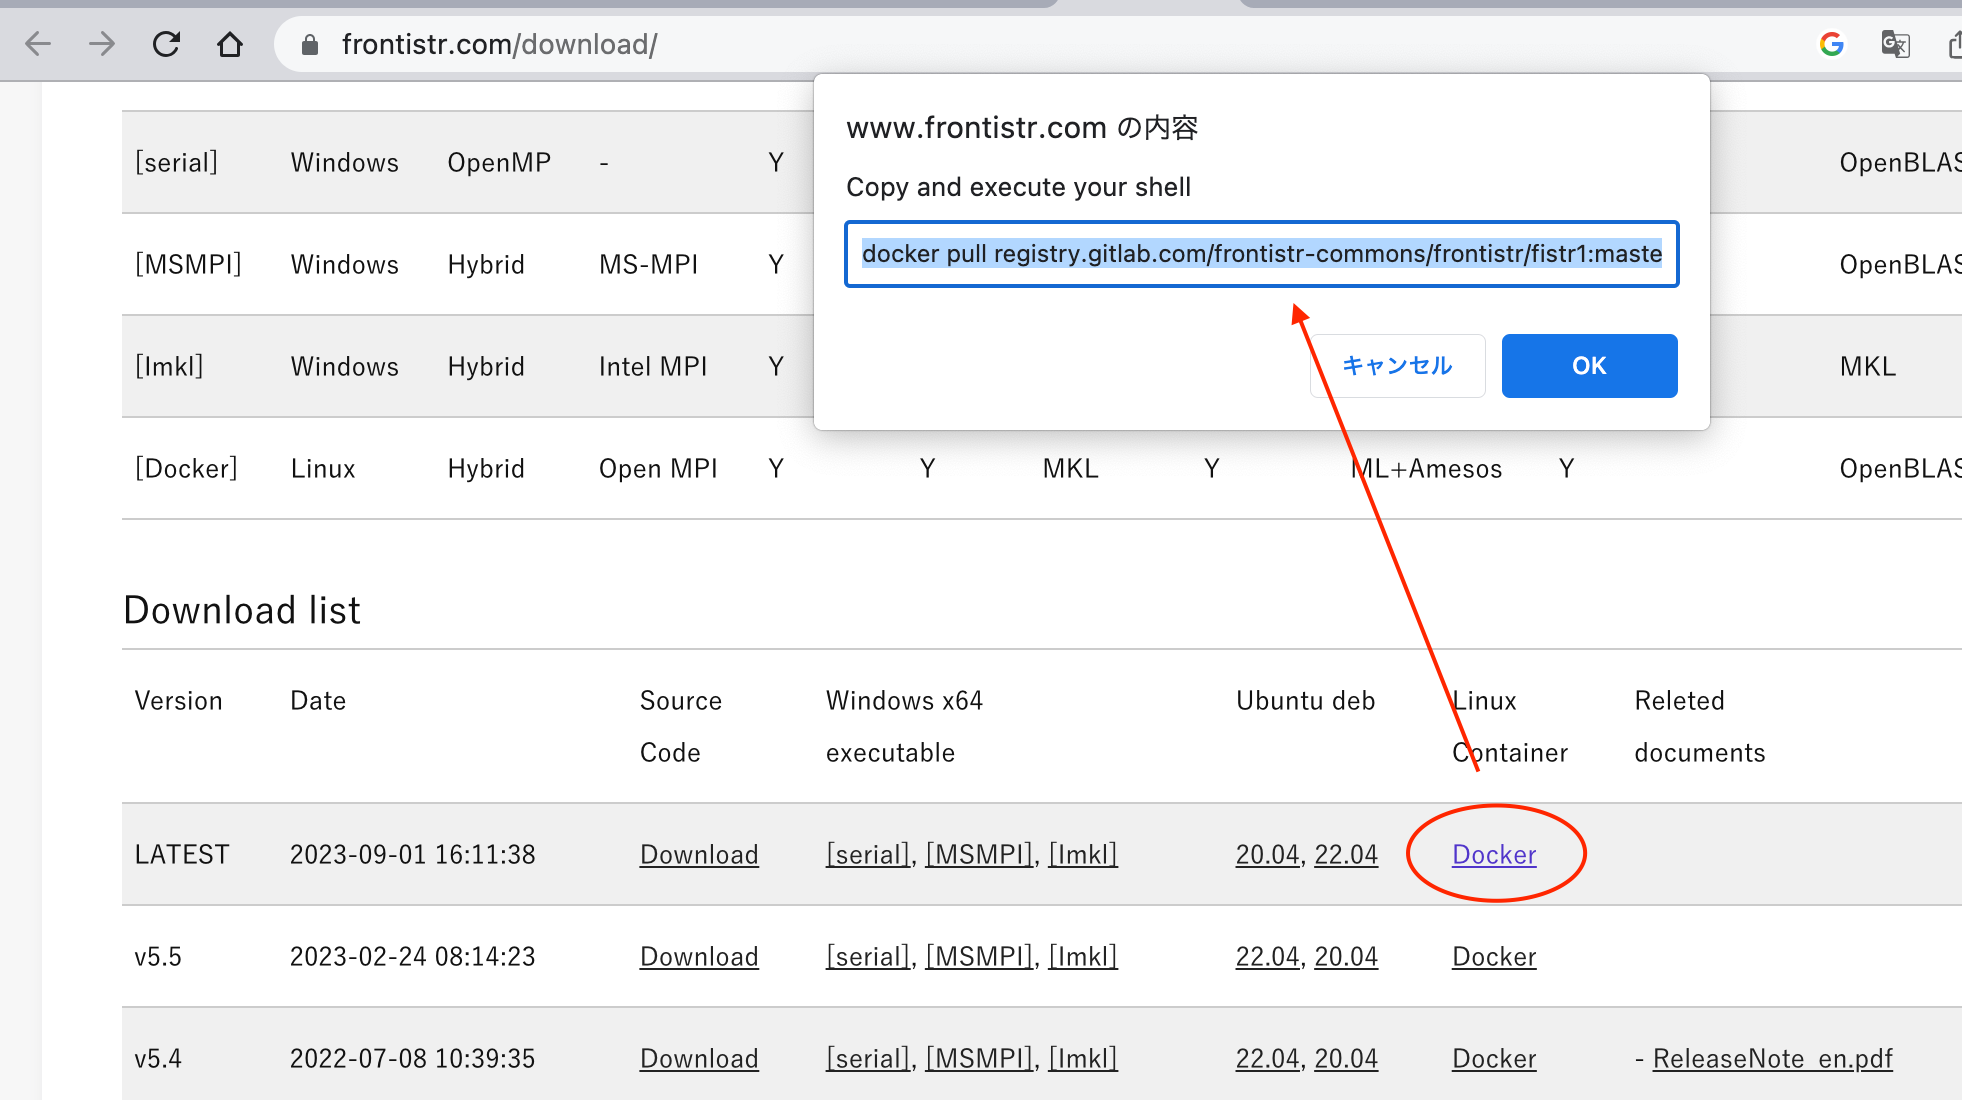 frontistr.com/download/
www.frontistr.com の内容
Copy and execute your shell
docker pull registry.gitlab.com/frontistr-commons/frontistr/fistr1:maste
キャンセル OK
[serial] Windows OpenMP - Y OpenBLAS
[MSMPI] Windows Hybrid MS-MPI Y OpenBLAS
[Imkl] Windows Hybrid Intel MPI Y MKL
[Docker] Linux Hybrid Open MPI Y Y MKL Y ML+Amesos Y OpenBLAS
Download list
Version Date Source Code Windows x64 executable Ubuntu deb Linux Container Releted documents
LATEST 2023-09-01 16:11:38 Download [serial], [MSMPI], [Imkl] 20.04, 22.04 Docker
v5.5 2023-02-24 08:14:23 Download [serial], [MSMPI], [Imkl] 22.04, 20.04 Docker
v5.4 2022-07-08 10:39:35 Download [serial], [MSMPI], [Imkl] 22.04, 20.04 Docker - ReleaseNote_en.pdf